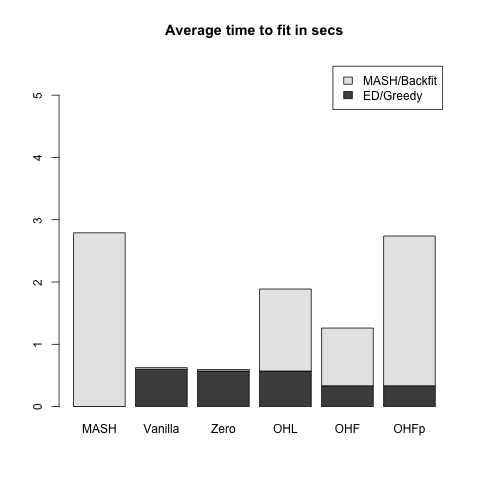 Average time to fit in secs
MASH/Backfit
ED/Greedy
5
4
3
2
1
0
MASH Vanilla Zero OHL OHF OHFp